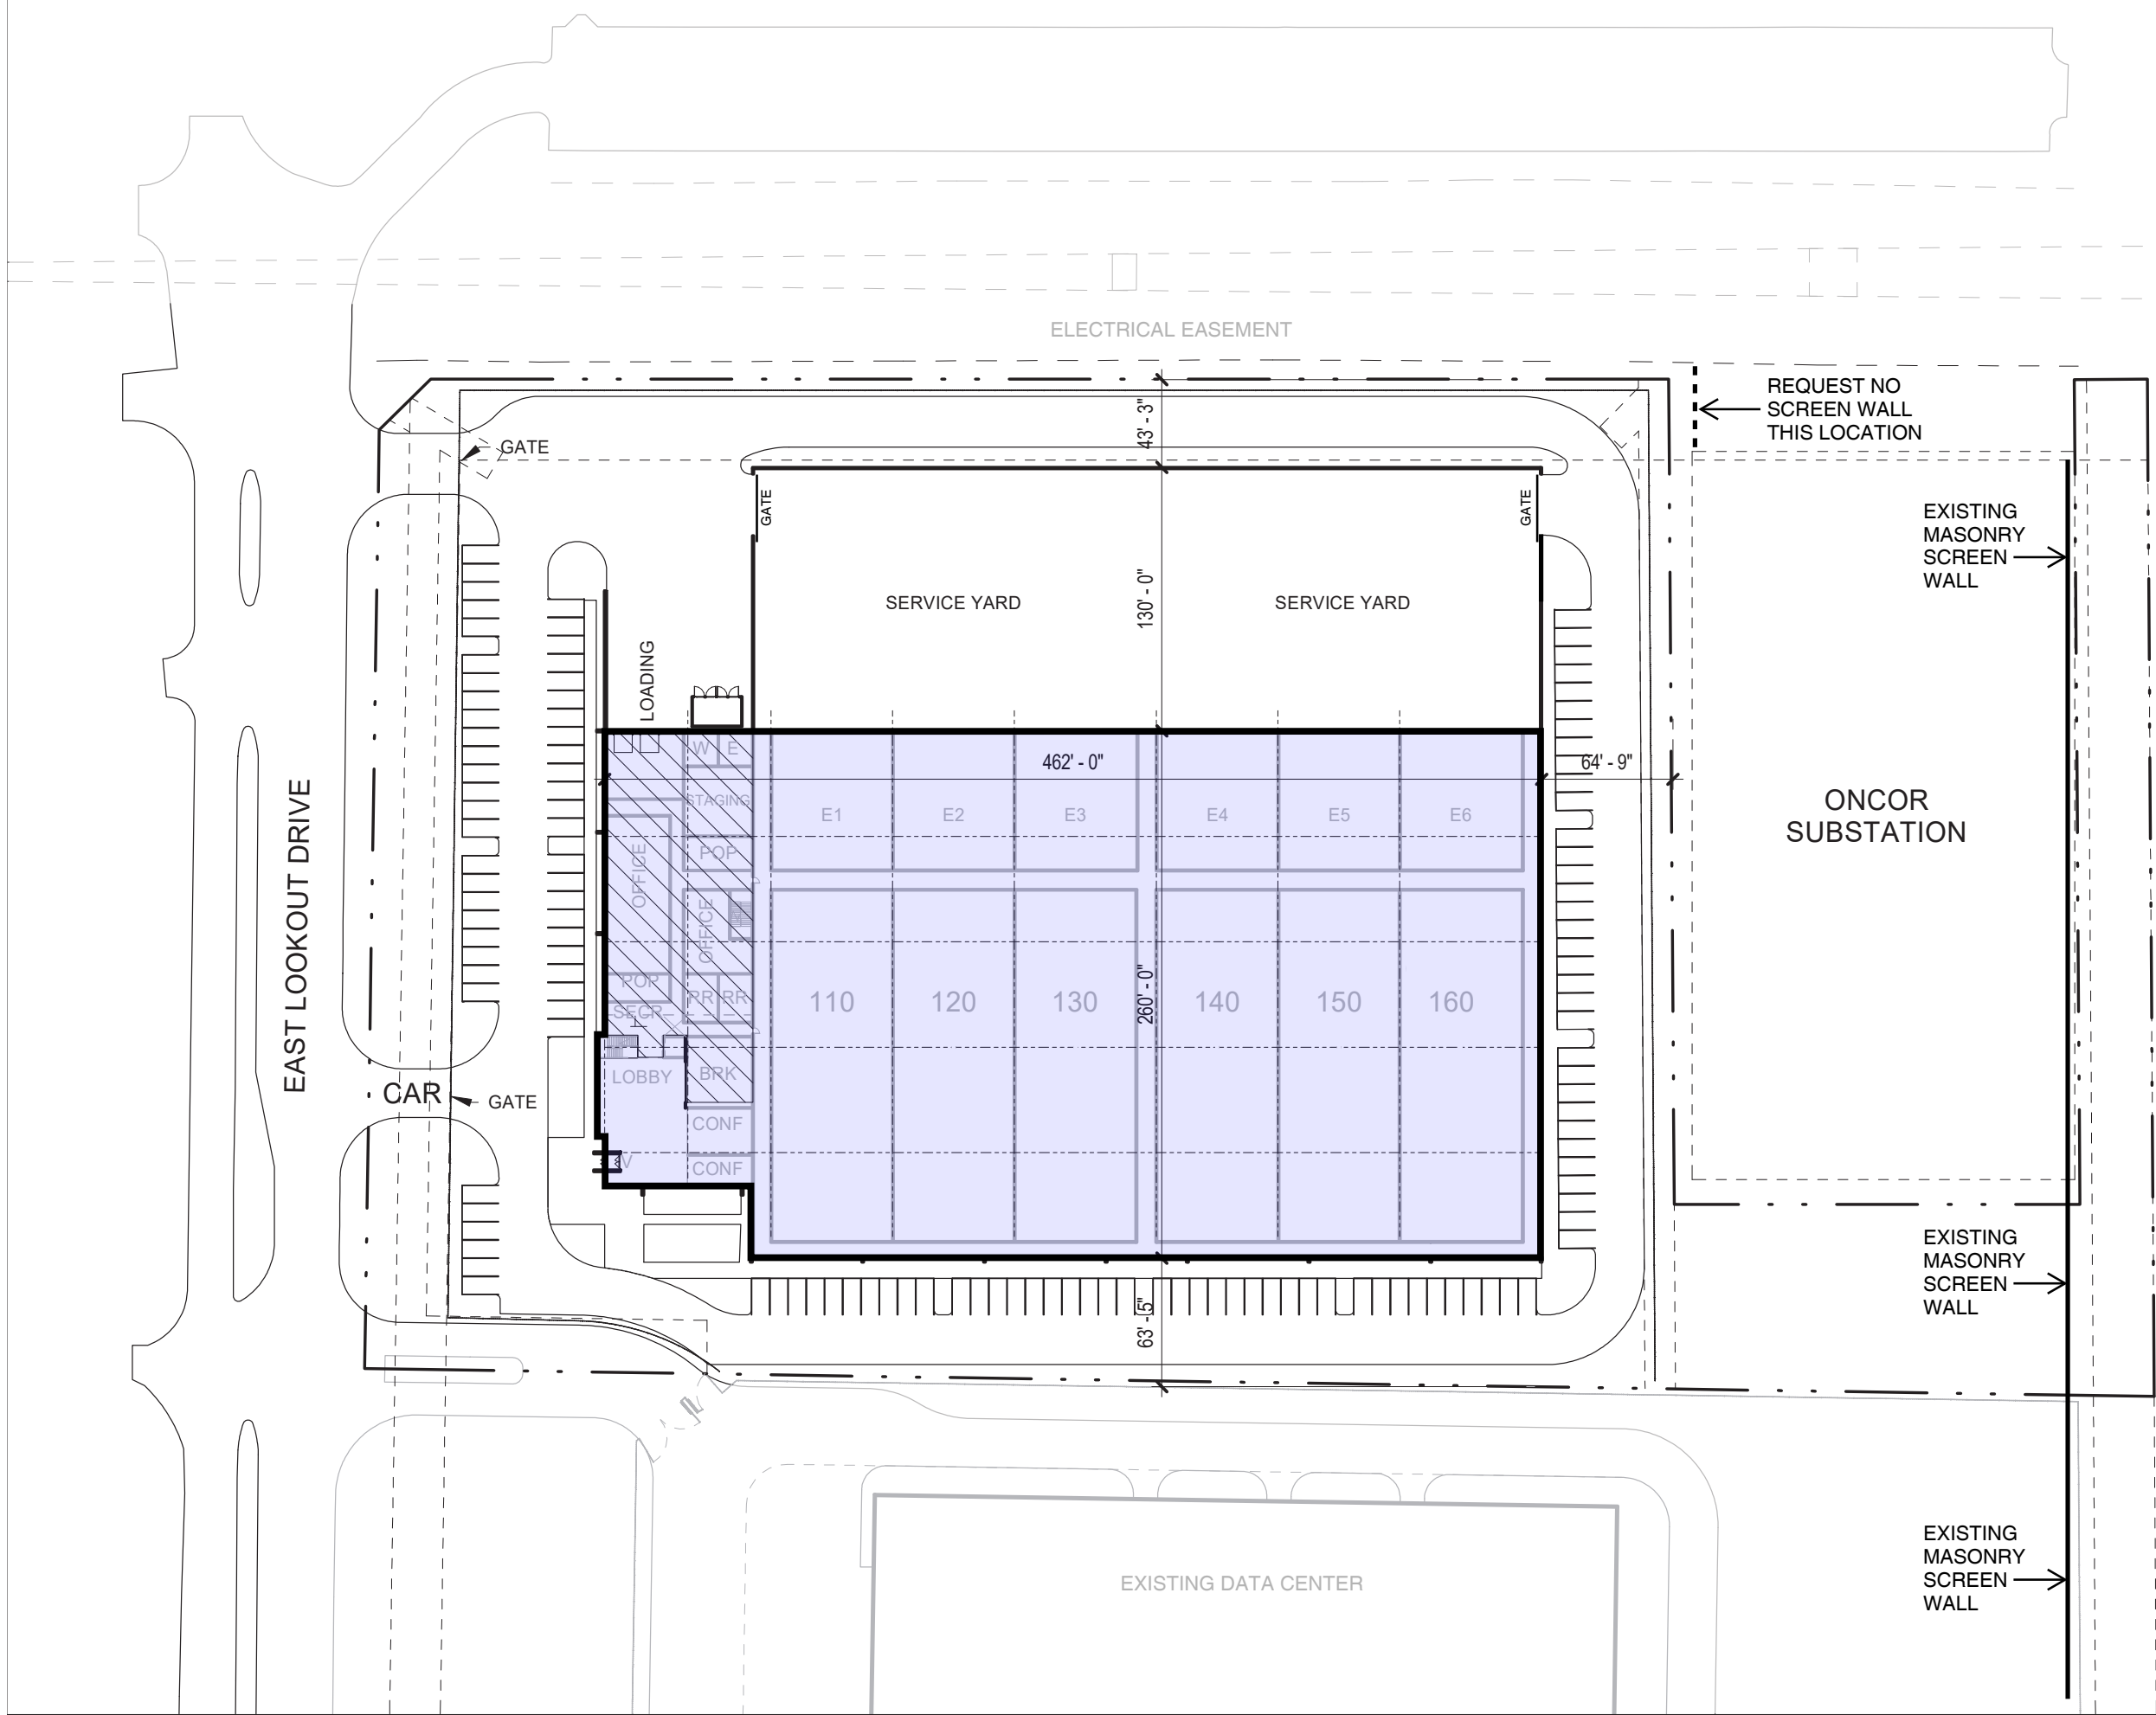 ELECTRICAL EASEMENT
REQUEST NO
SCREEN WALL
THIS LOCATION
43' - 3"
GATE
GATE
GATE
EXISTING
MASONRY
SCREEN
WALL
SERVICE YARD
SERVICE YARD
130' - 0"
LOADING
W
E
462' - 0"
64' - 9"
STAGING
E1
E2
E3
E4
E5
E6
ONCOR
SUBSTATION
POP
OFFICE
OFFICE
EAST LOOKOUT DRIVE
POP
SECR
RR
RR
110
120
130
260' - 0"
140
150
160
LOBBY
BRK
CAR
GATE
CONF
V
CONF
EXISTING
MASONRY
SCREEN
WALL
63' - 5"
EXISTING
MASONRY
SCREEN
WALL
EXISTING DATA CENTER